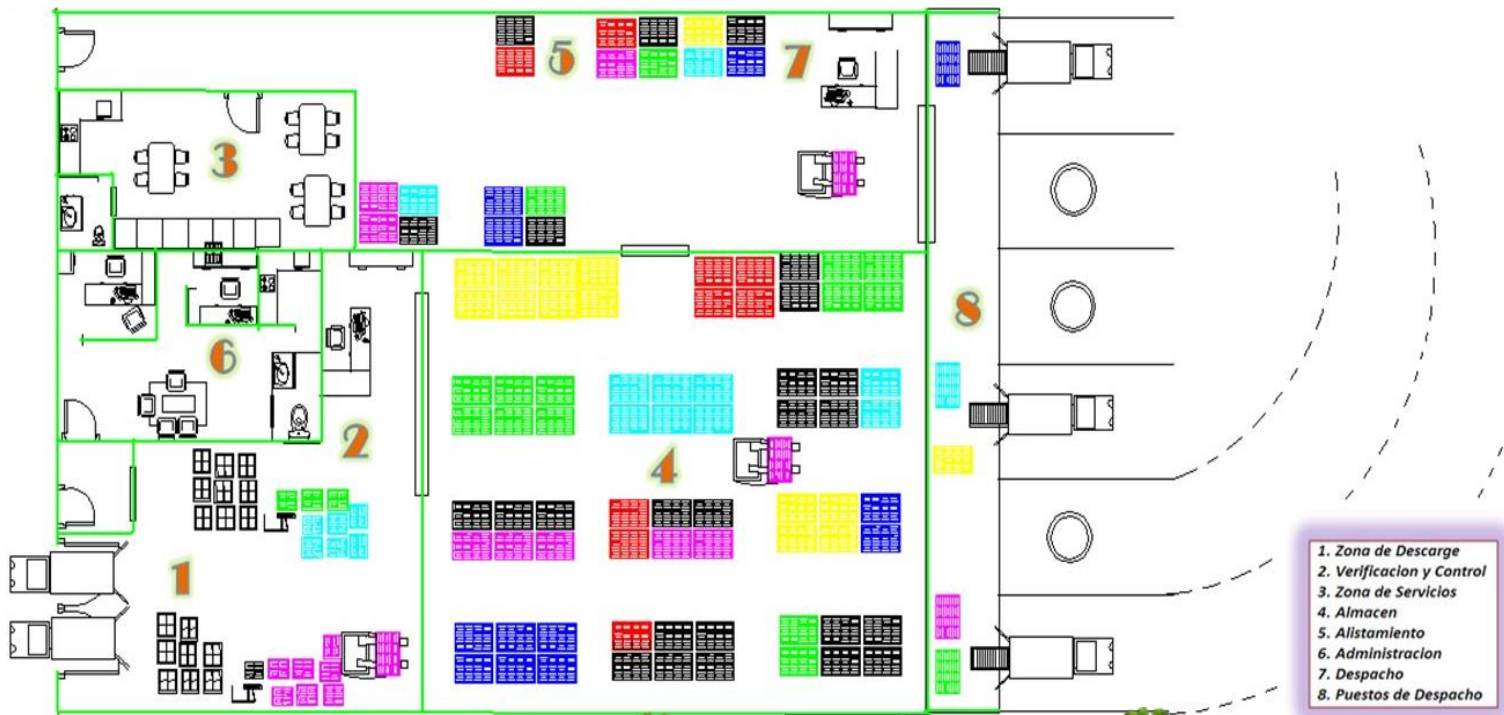 5
7
3
8
6
2
4
1
1. Zona de Descarge
2. Verificacion y Control
3. Zona de Servicios
4. Almacen
5. Alistamiento
6. Administracion
7. Despacho
8. Puestos de Despacho